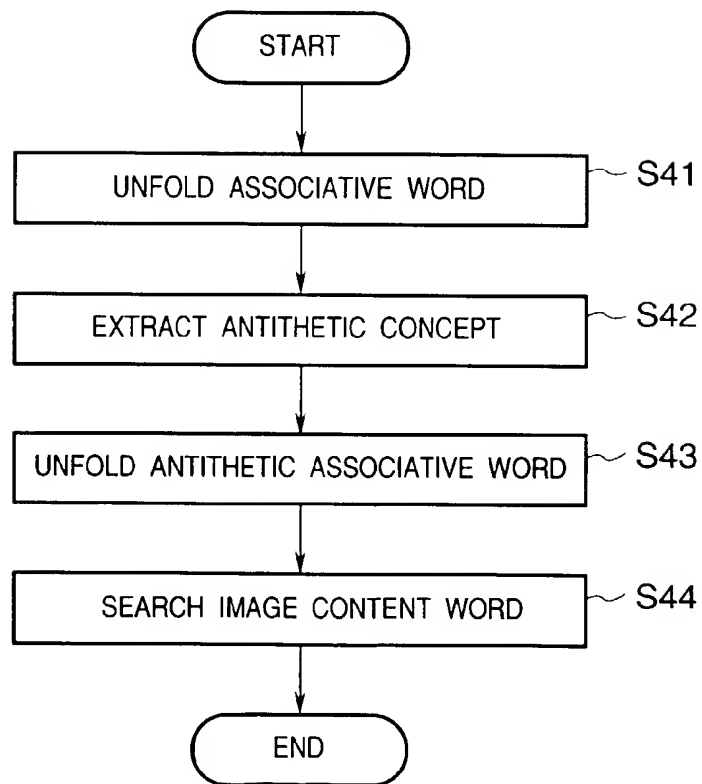 START
UNFOLD ASSOCIATIVE WORD
S41
EXTRACT ANTITHETIC CONCEPT
S42
UNFOLD ANTITHETIC ASSOCIATIVE WORD
S43
SEARCH IMAGE CONTENT WORD
S44
END